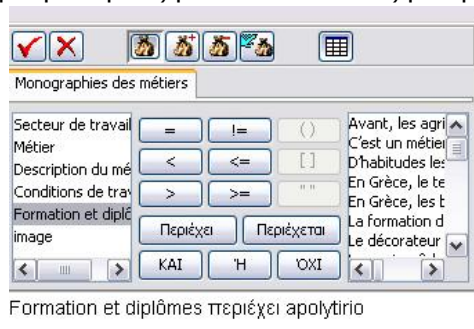 Monographies des métiers
Secteur de travail
Métier
Description du mé
Conditions de trav
Formation et diplô
image
= != ( )
< <= [ ]
> >= " "
Περιέχει Περιέχεται
ΚΑΙ Ή ΌΧΙ
Avant, les agri
C'est un métier
D'habitudes les
En Grèce, le te
En Grèce, les b
La formation d
Le décorateur
Formation et diplômes περιέχει apolytirio